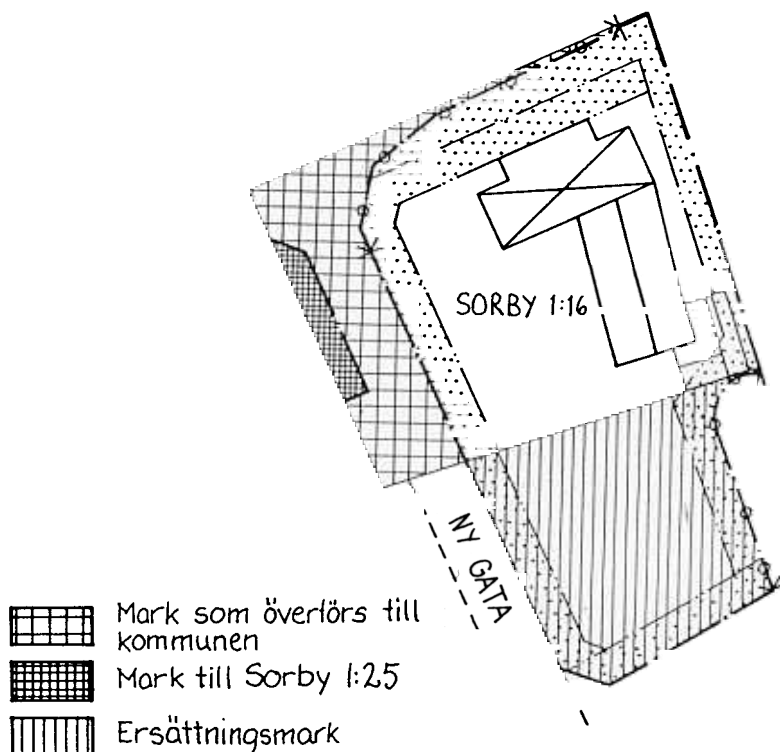 SORBY 1:16
NY GATA
Mark som överförs till
kommunen
Mark till Sorby 1:25
Ersättningsmark